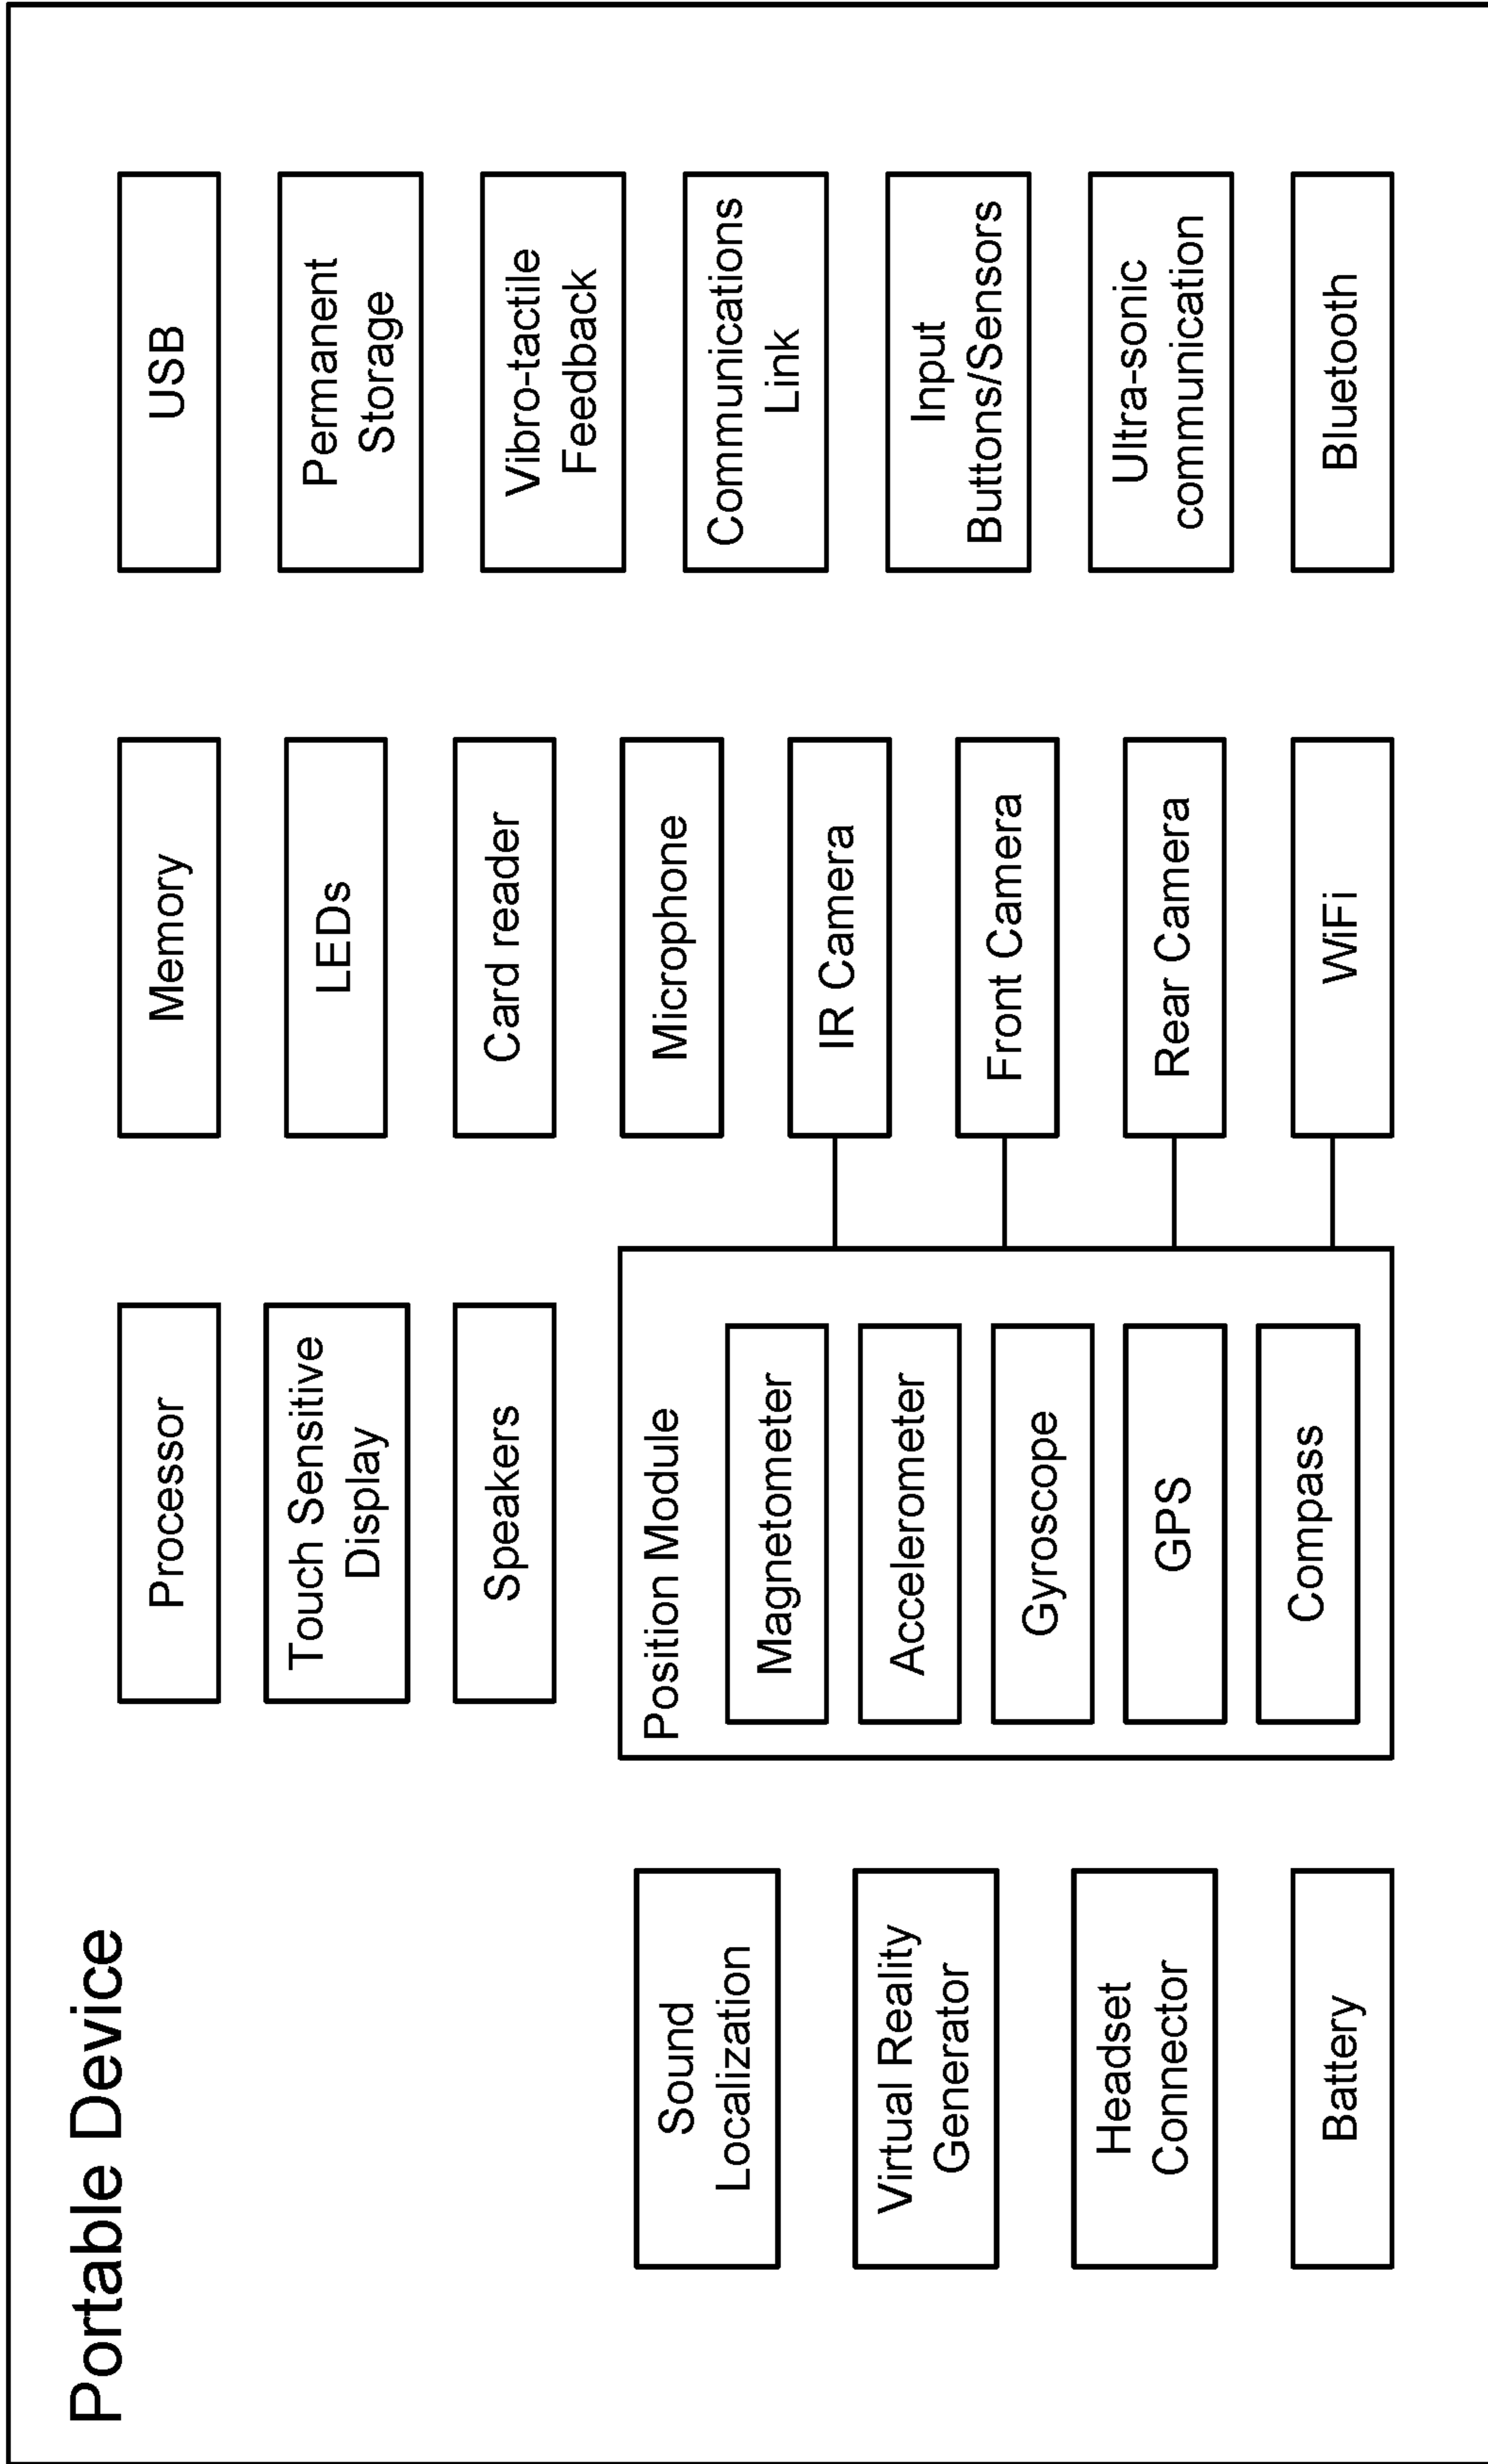 Portable Device
Sound
Localization
Virtual Reality
Generator
Headset
Connector
Battery
Processor
Touch Sensitive
Display
Speakers
Position Module
Magnetometer
Accelerometer
Gyroscope
GPS
Compass
Memory
LEDs
Card reader
Microphone
IR Camera
Front Camera
Rear Camera
WiFi
USB
Permanent
Storage
Vibro-tactile
Feedback
Communications
Link
Input
Buttons/Sensors
Ultra-sonic
communication
Bluetooth